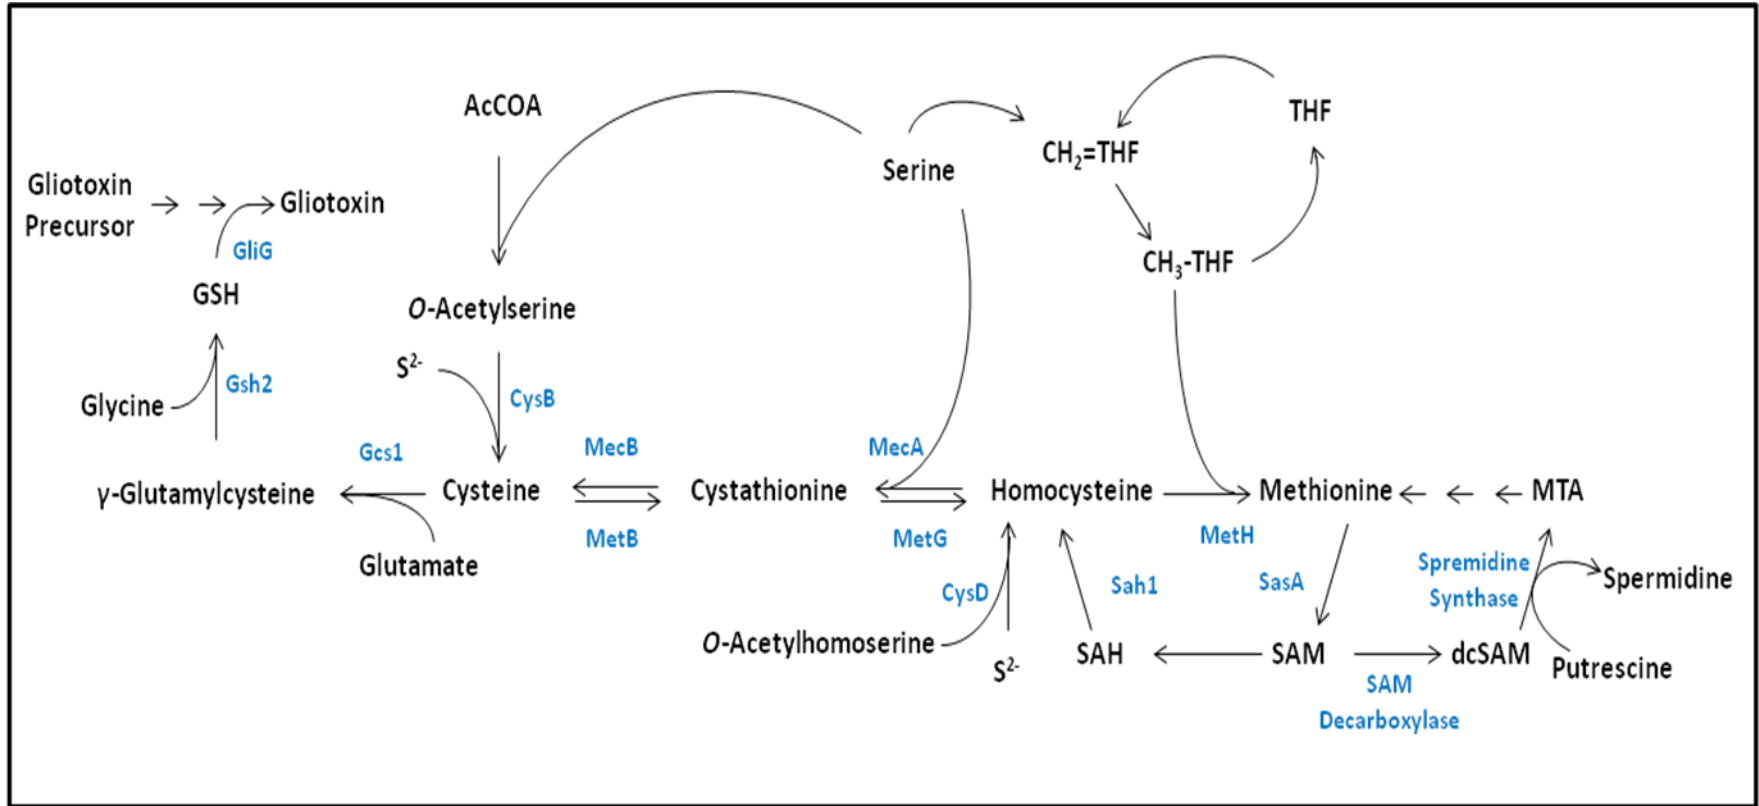 AcCOA
THF
CH₂=THF
Serine
Gliotoxin
Precursor
Gliotoxin
GliG
CH₃-THF
GSH
O-Acetylserine
S²⁻
Gsh2
CysB
Glycine
Gcs1
MecB
MecA
γ-Glutamylcysteine
Cysteine
Cystathionine
Homocysteine
Methionine
MTA
MetB
MetG
MetH
Glutamate
CysD
Sah1
SasA
Spremidine
Synthase
Spermidine
O-Acetylhomoserine
S²⁻
SAH
SAM
dcSAM
Putrescine
SAM
Decarboxylase